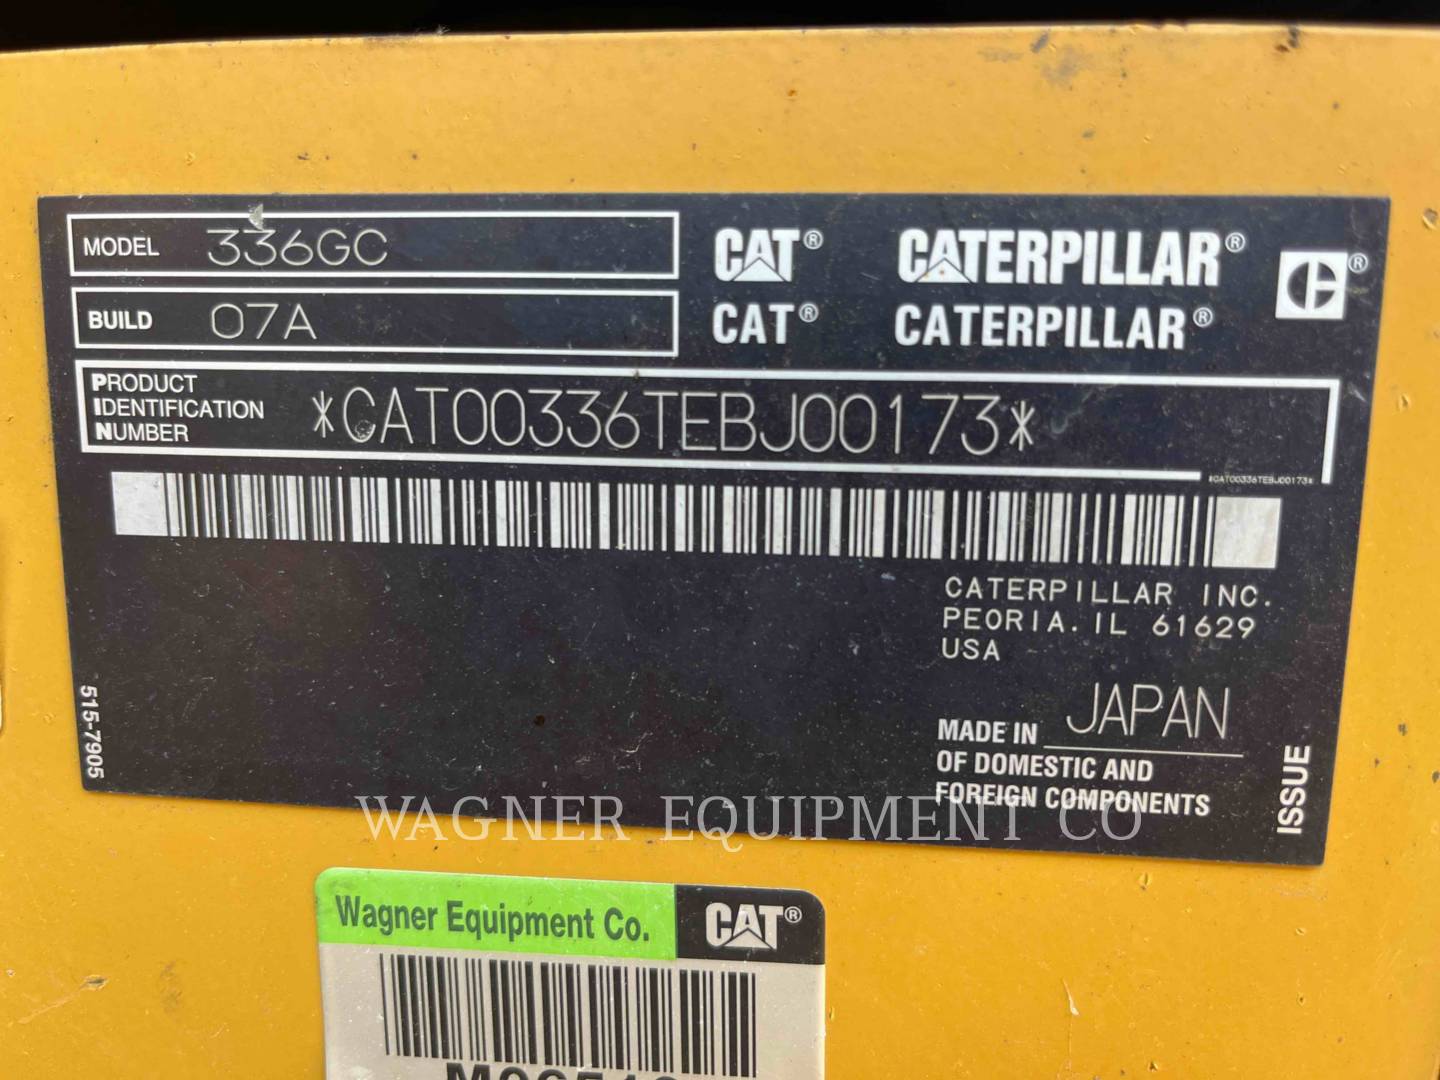 MODEL 336GC
BUILD 07A
CAT® CATERPILLAR® ®
CAT® CATERPILLAR®
PRODUCT
IDENTIFICATION
NUMBER
*CAT00336TEBJ00173*
*CAT00336TEBJ00173*
CATERPILLAR INC.
PEORIA. IL 61629
USA
MADE IN JAPAN
OF DOMESTIC AND
FOREIGN COMPONENTS
515-7905
ISSUE
WAGNER EQUIPMENT CO
Wagner Equipment Co. CAT®